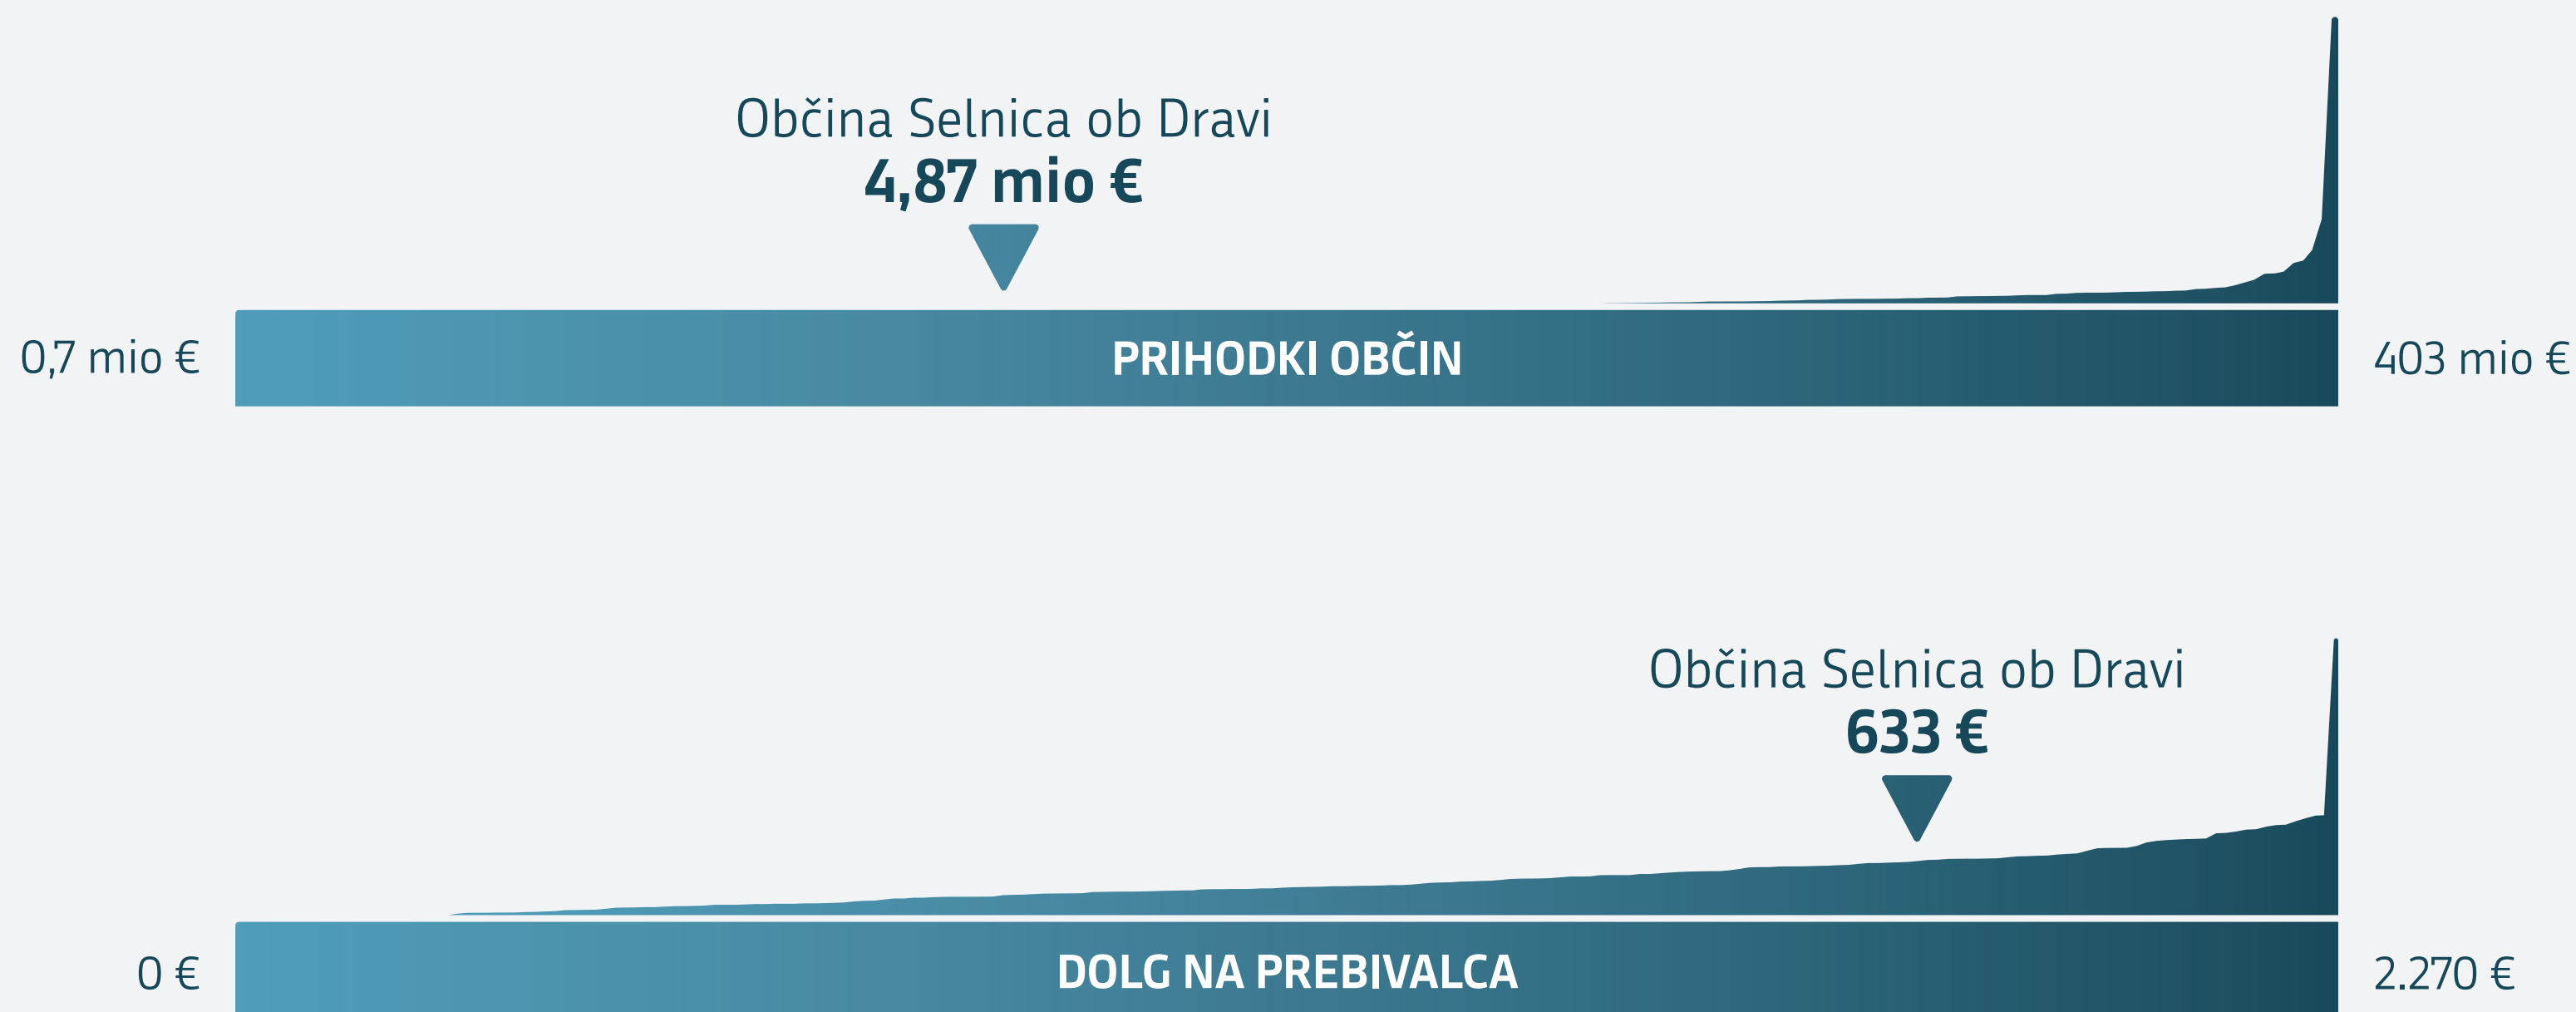 Občina Selnica ob Dravi
4,87 mio €
0,7 mio €
PRIHODKI OBČIN
403 mio €
Občina Selnica ob Dravi
633 €
0 €
DOLG NA PREBIVALCA
2.270 €